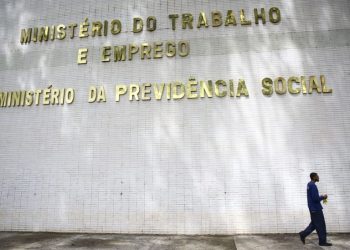 MINISTÉRIO DO TRABALHO
E EMPREGO
MINISTÉRIO DA PREVIDÊNCIA SOCIAL